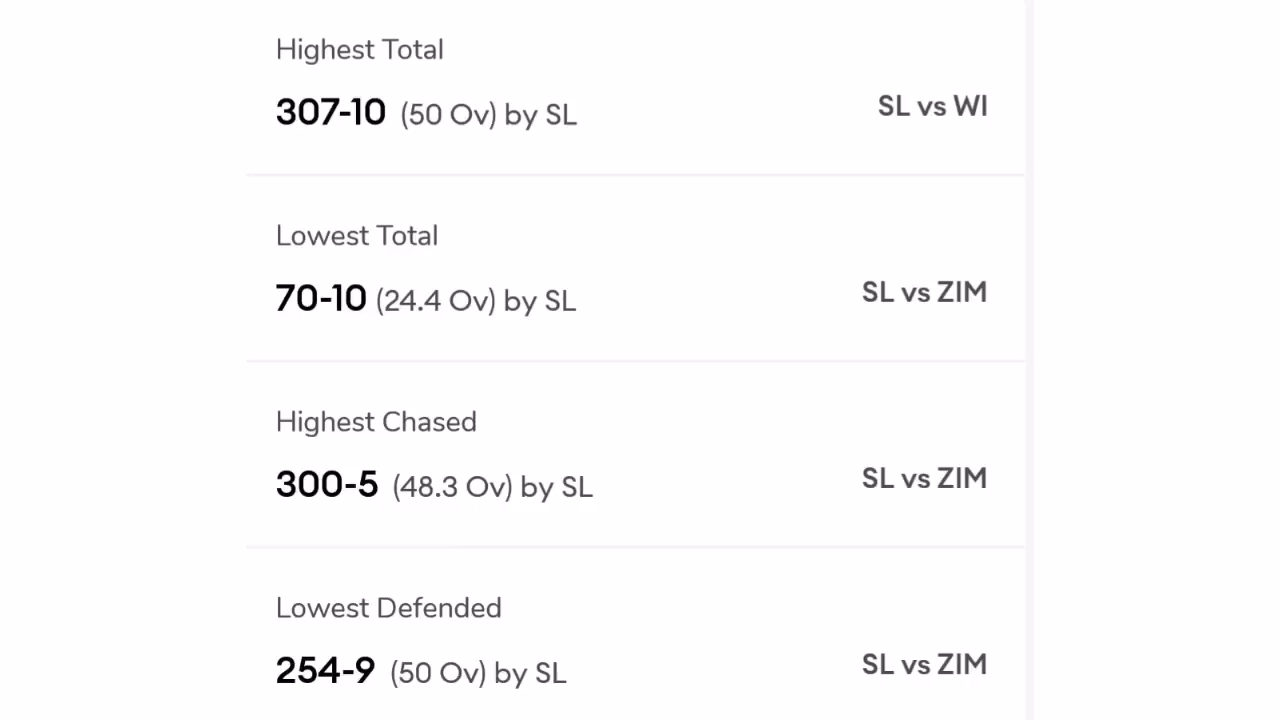 Highest Total
307-10 (50 Ov) by SL
SL vs WI
Lowest Total
70-10 (24.4 Ov) by SL
SL vs ZIM
Highest Chased
300-5 (48.3 Ov) by SL
SL vs ZIM
Lowest Defended
254-9 (50 Ov) by SL
SL vs ZIM